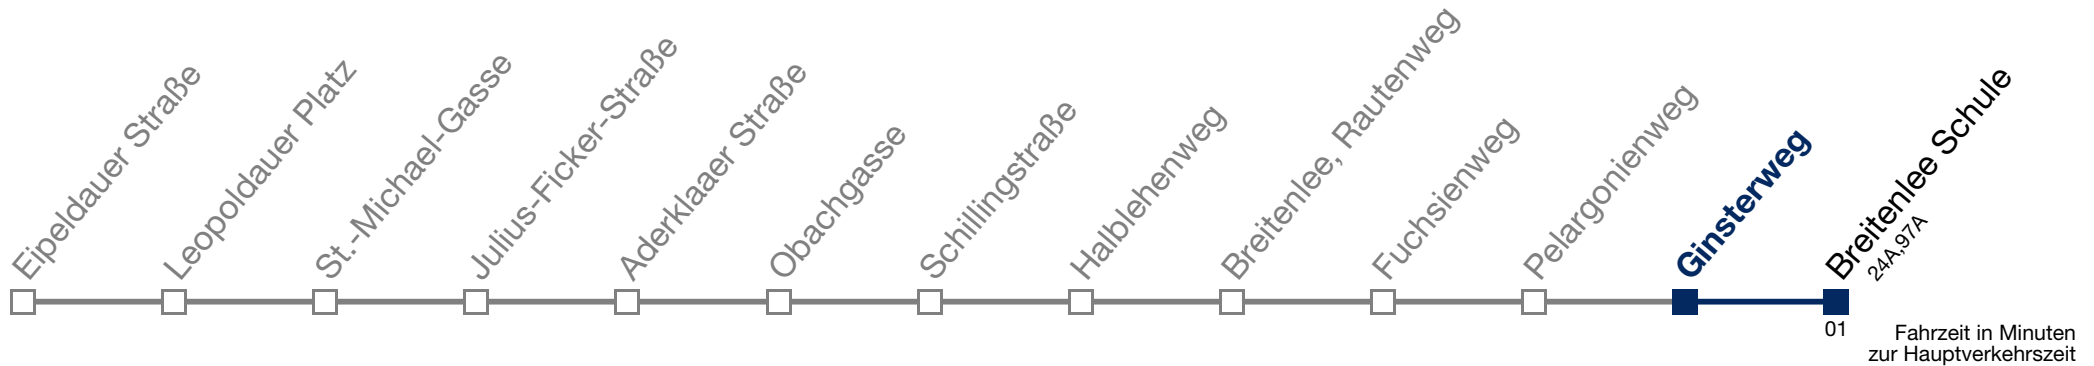 Eipeldauer Straße
Leopoldauer Platz
St.-Michael-Gasse
Julius-Ficker-Straße
Aderklaaer Straße
Obachgasse
Schillingstraße
Halblehenweg
Breitenlee, Rautenweg
Fuchsienweg
Pelargonienweg
Ginsterweg
Breitenlee Schule
24A,97A
01
Fahrzeit in Minuten
zur Hauptverkehrszeit